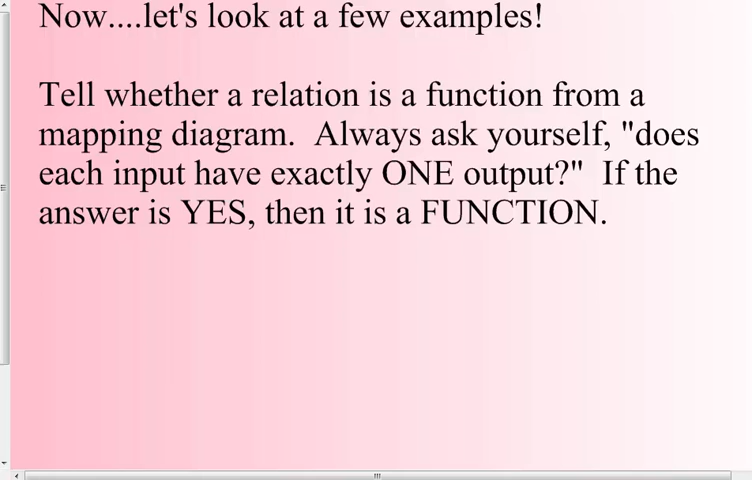 Now....let's look at a few examples!
Tell whether a relation is a function from a
mapping diagram.  Always ask yourself, "does
each input have exactly ONE output?"  If the
answer is YES, then it is a FUNCTION.